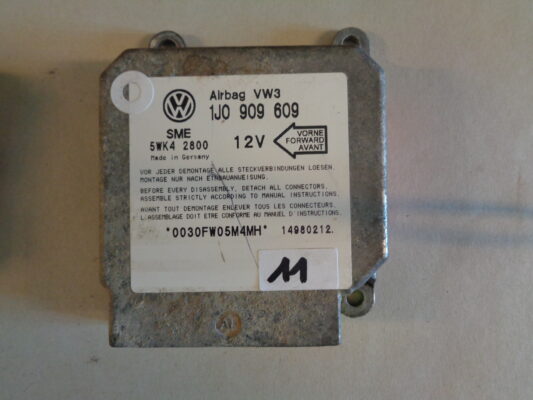 Airbag VW3
1J0 909 609
SME
5WK4 2800
Made in Germany
12V
VORNE
FORWARD
AVANT
VOR JEDER DEMONTAGE ALLE STECKVERBINDUNGEN LOESEN.
MONTAGE NUR NACH EINBAUANWEISUNG.
BEFORE EVERY DISASSEMBLY, DETACH ALL CONNECTORS.
ASSEMBLE STRICTLY ACCORDING TO MANUAL INSTRUCTIONS.
AVANT TOUT DEMONTAGE ENLEVER TOUS LES CONNECTEURS.
L'ASSEMBLAGE DOIT ETRE CONFORME AU MANUEL D'INSTRUCTIONS.
*0030FW05M4MH* 14980212.
11
Al